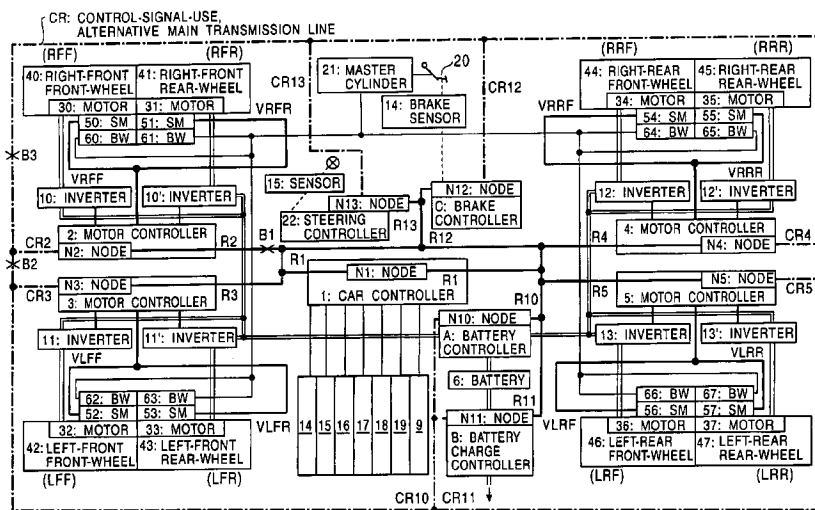 CR: CONTROL-SIGNAL-USE,
ALTERNATIVE MAIN TRANSMISSION LINE
(RFF)
(RFR)
40: RIGHT-FRONT
FRONT-WHEEL
41: RIGHT-FRONT
REAR-WHEEL
30: MOTOR
31: MOTOR
50: SM
51: SM
60: BW
61: BW
VRFR
VRFF
10: INVERTER
10': INVERTER
2: MOTOR CONTROLLER
N2: NODE
CR2
R2
B3
B2
B1
CR13
21: MASTER
CYLINDER
20
14: BRAKE
SENSOR
CR12
15: SENSOR
N13: NODE
22: STEERING
CONTROLLER
R13
N12: NODE
C: BRAKE
CONTROLLER
R12
(RRF)
(RRR)
44:
RIGHT-REAR
FRONT-WHEEL
45: RIGHT-REAR
REAR-WHEEL
34: MOTOR
35: MOTOR
54: SM
55: SM
64: BW
65: BW
VRRF
VRRR
12: INVERTER
12': INVERTER
4: MOTOR CONTROLLER
N4: NODE
R4
CR4
CR3
N3: NODE
3: MOTOR CONTROLLER
R3
11: INVERTER
11': INVERTER
VLFF
62: BW
63: BW
52: SM
53: SM
VLFR
32: MOTOR
33: MOTOR
42: LEFT-FRONT
FRONT-WHEEL
43: LEFT-FRONT
REAR-WHEEL
(LFF)
(LFR)
R1
N1: NODE
R1
1: CAR CONTROLLER
14
15
16
17
18
19
9
R10
N10: NODE
A: BATTERY
CONTROLLER
6: BATTERY
R11
N11: NODE
B: BATTERY
CHARGE
CONTROLLER
CR10
CR11
R5
N5: NODE
CR5
5: MOTOR CONTROLLER
13: INVERTER
13': INVERTER
VLRR
66: BW
67: BW
56: SM
57: SM
VLRF
36: MOTOR
37: MOTOR
46: LEFT-REAR
FRONT-WHEEL
47: LEFT-REAR
REAR-WHEEL
(LRF)
(LRR)